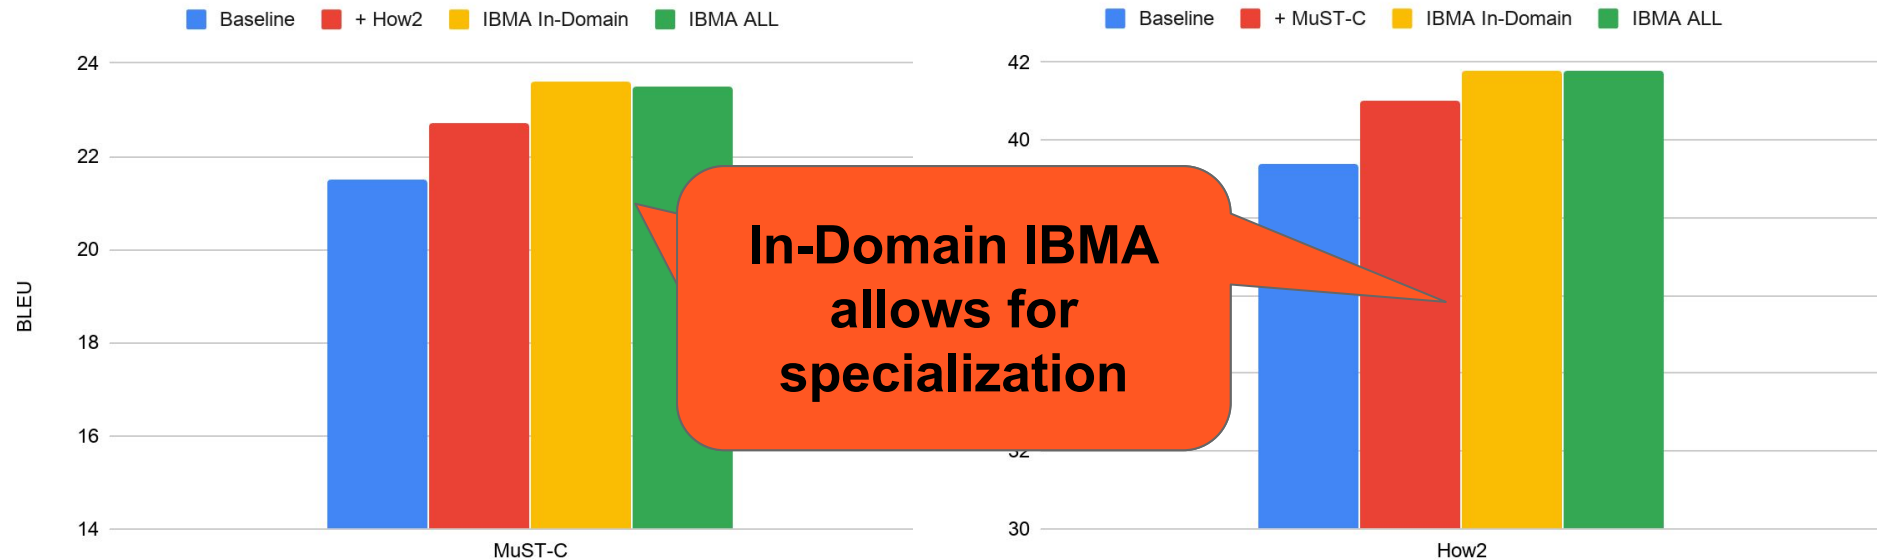 Baseline + How2 IBMA In-Domain IBMA ALL
24
22
20
18
16
14
BLEU
MuST-C
Baseline + MuST-C IBMA In-Domain IBMA ALL
42
40
32
30
How2
In-Domain IBMA
allows for
specialization